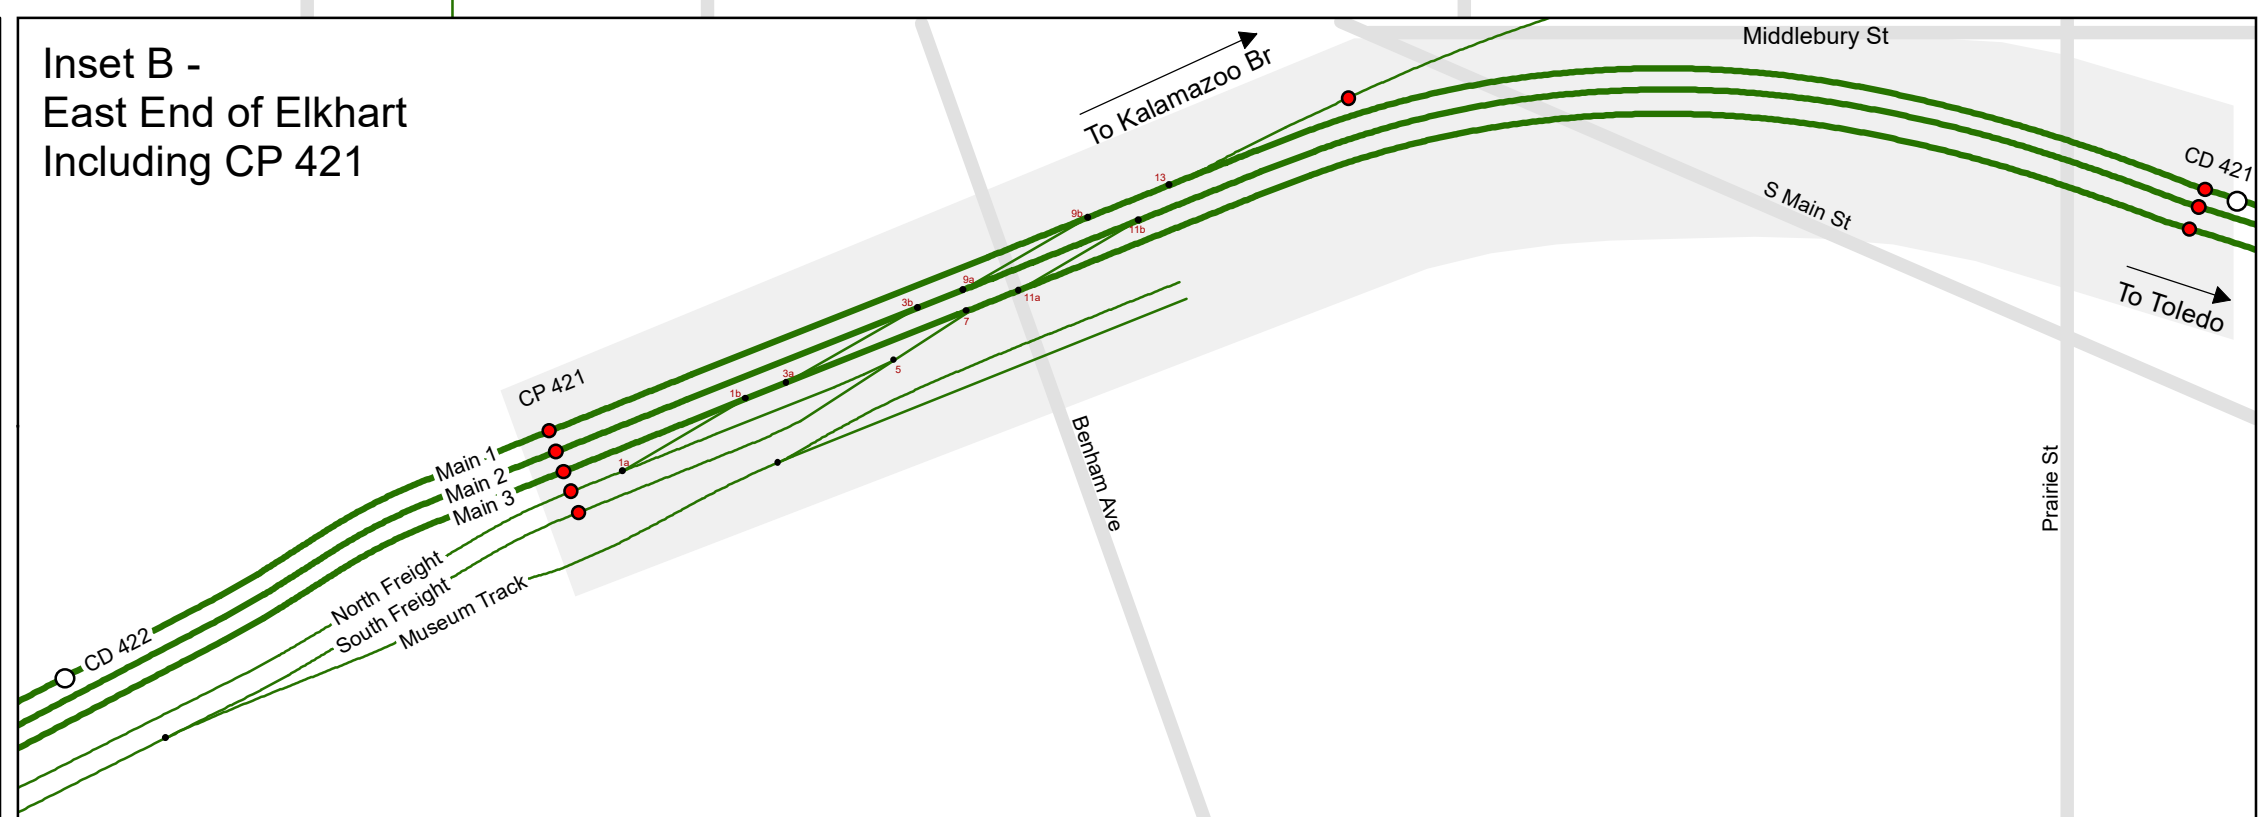 Inset B -
East End of Elkhart
Including CP 421
Middlebury St
To Kalamazoo Br
CD 421
S Main St
To Toledo
13
9b
11b
9a
11a
3b
7
3a
5
1b
1a
CP 421
Main 1
Main 2
Main 3
North Freight
South Freight
Museum Track
CD 422
Benham Ave
Prairie St